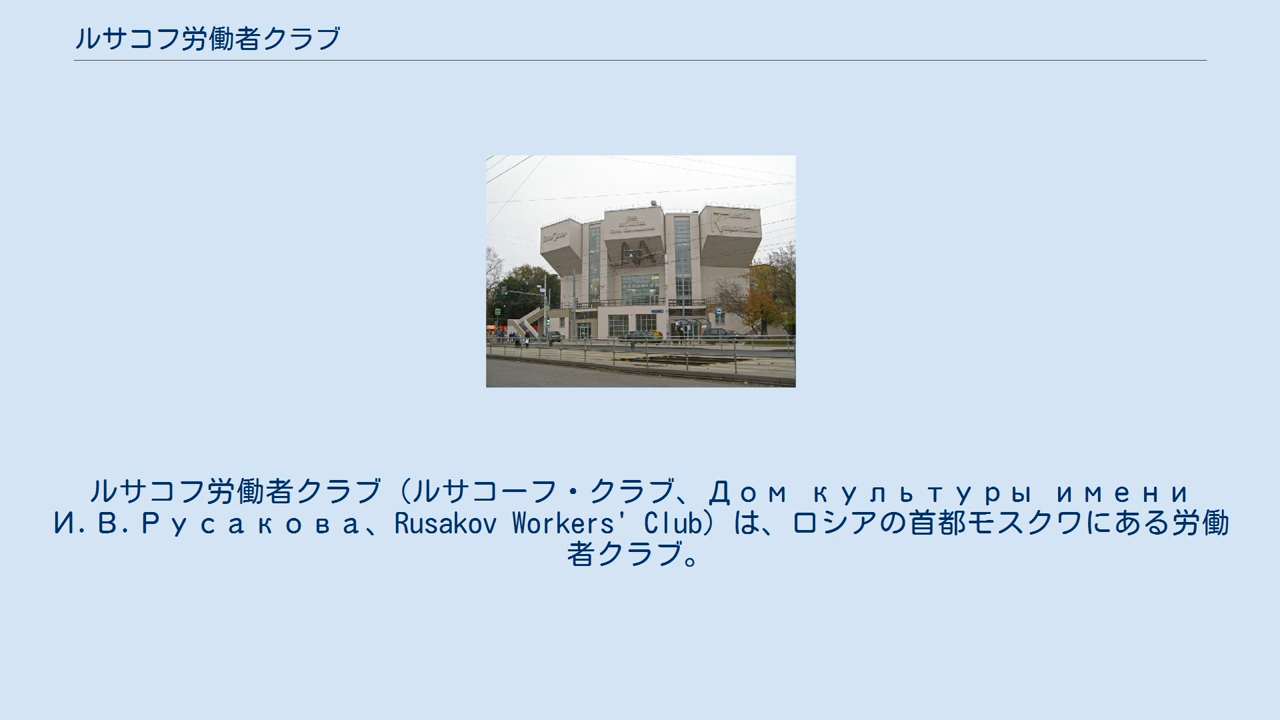 ルサコフ労働者クラブ
ルサコフ労働者クラブ（ルサコーフ・クラブ、Дом культуры имени
И.В.Русакова、Rusakov Workers' Club）は、ロシアの首都モスクワにある労働
者クラブ。